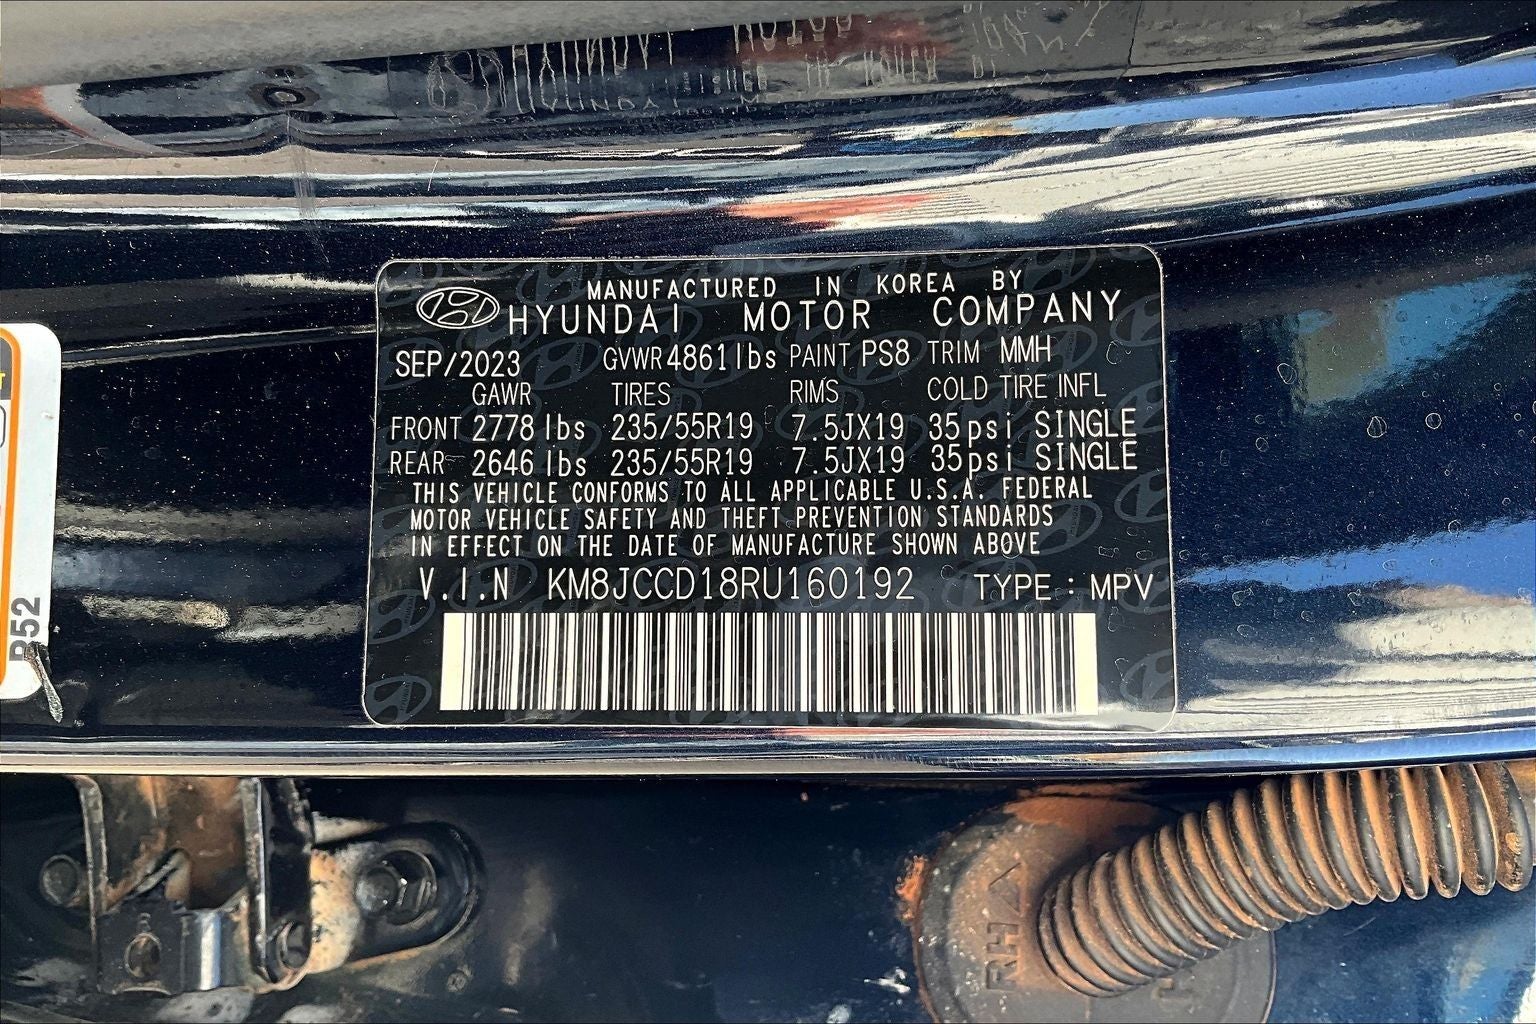 MANUFACTURED IN KOREA BY
HYUNDAI MOTOR COMPANY
SEP/2023 GVWR 4861lbs PAINT PS8 TRIM MMH
GAWR TIRES RIMS COLD TIRE INFL
FRONT 2778 lbs 235/55R19 7.5JX19 35psi SINGLE
REAR 2646 lbs 235/55R19 7.5JX19 35psi SINGLE
THIS VEHICLE CONFORMS TO ALL APPLICABLE U.S.A. FEDERAL
MOTOR VEHICLE SAFETY AND THEFT PREVENTION STANDARDS
IN EFFECT ON THE DATE OF MANUFACTURE SHOWN ABOVE
V.I.N KM8JCCD18RU160192 TYPE : MPV